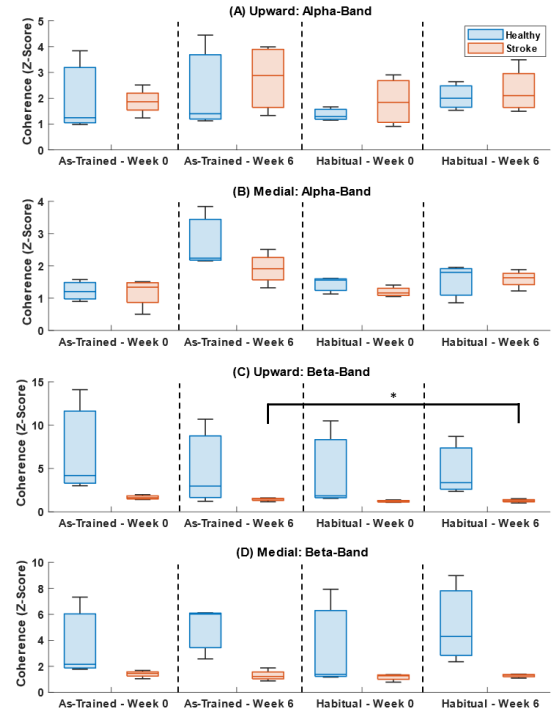 (A) Upward: Alpha-Band
Coherence (Z-Score)
5
4
3
2
1
0
Healthy
Stroke
As-Trained - Week 0 As-Trained - Week 6 Habitual - Week 0 Habitual - Week 6
(B) Medial: Alpha-Band
Coherence (Z-Score)
4
3
2
1
0
As-Trained - Week 0 As-Trained - Week 6 Habitual - Week 0 Habitual - Week 6
(C) Upward: Beta-Band
Coherence (Z-Score)
15
10
5
0
*
As-Trained - Week 0 As-Trained - Week 6 Habitual - Week 0 Habitual - Week 6
(D) Medial: Beta-Band
Coherence (Z-Score)
10
8
6
4
2
0
As-Trained - Week 0 As-Trained - Week 6 Habitual - Week 0 Habitual - Week 6